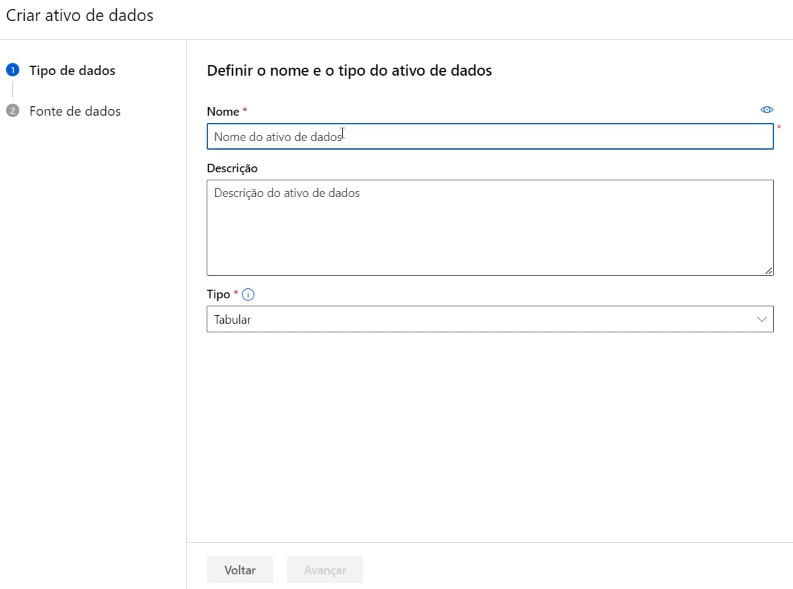 Criar ativo de dados
1 Tipo de dados
2 Fonte de dados
Definir o nome e o tipo do ativo de dados
Nome *
Nome do ativo de dados
*
Descrição
Descrição do ativo de dados
Tipo * i
Tabular
Voltar
Avançar